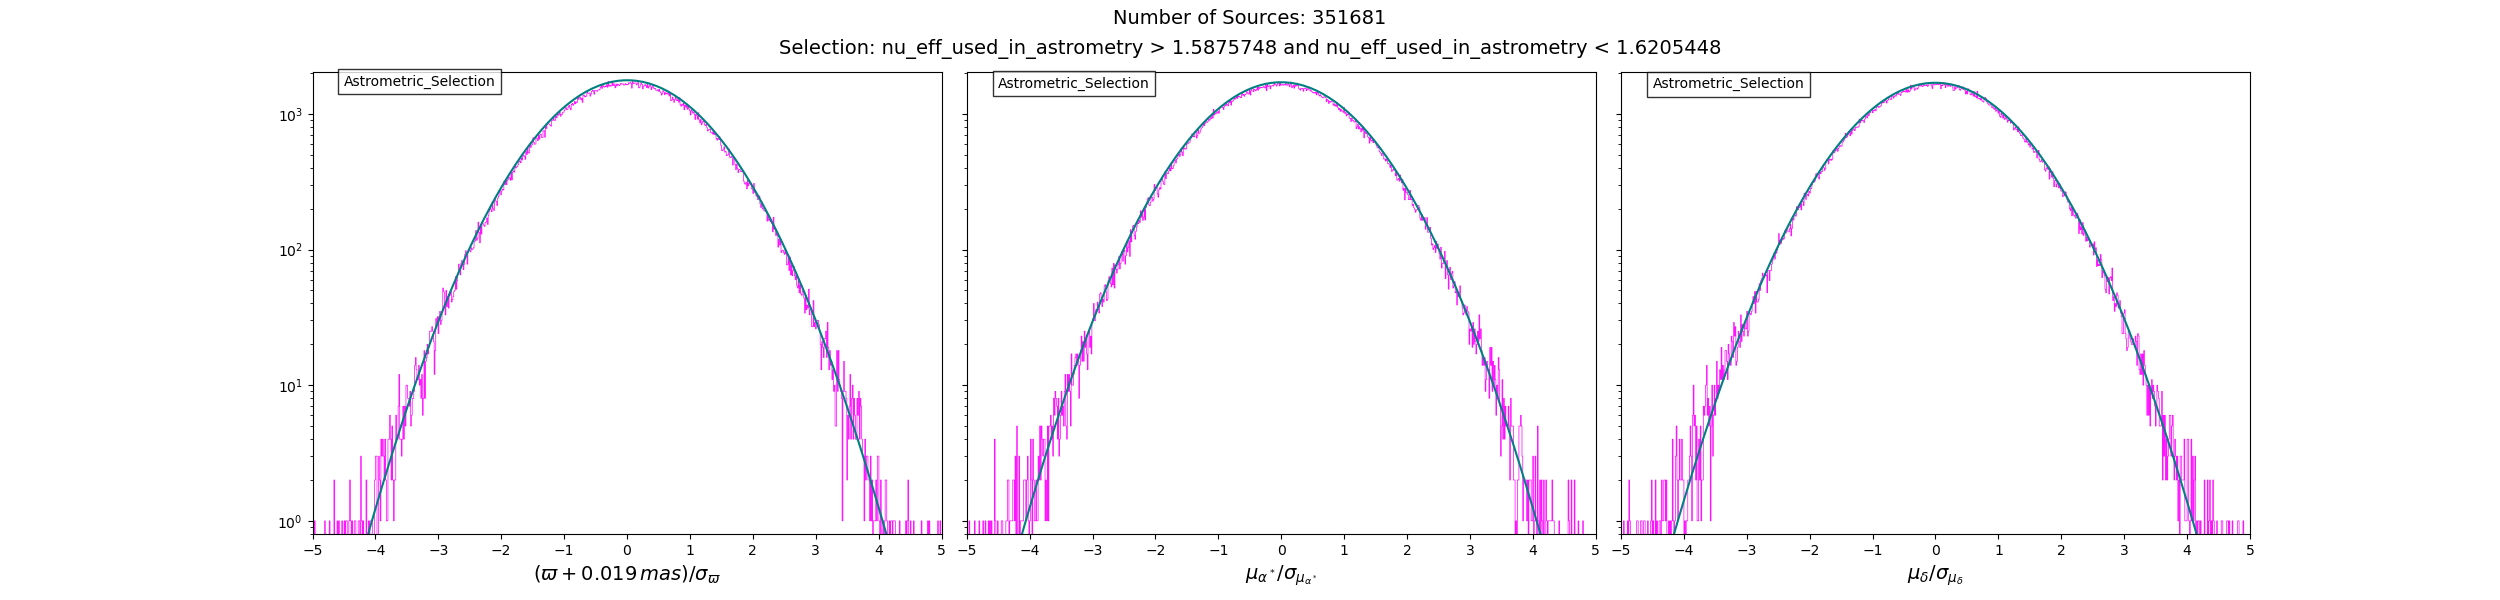 Number of Sources: 351681
Selection: nu_eff_used_in_astrometry > 1.5875748 and nu_eff_used_in_astrometry < 1.6205448
Astrometric_Selection
Astrometric_Selection
Astrometric_Selection
10³
10²
10¹
10⁰
−5 −4 −3 −2 −1 0 1 2 3 4 5
−5 −4 −3 −2 −1 0 1 2 3 4 5
−5 −4 −3 −2 −1 0 1 2 3 4 5
(ϖ + 0.019 mas)/σ_ϖ
μ_α*/σ_μ_α*
μ_δ/σ_μ_δ